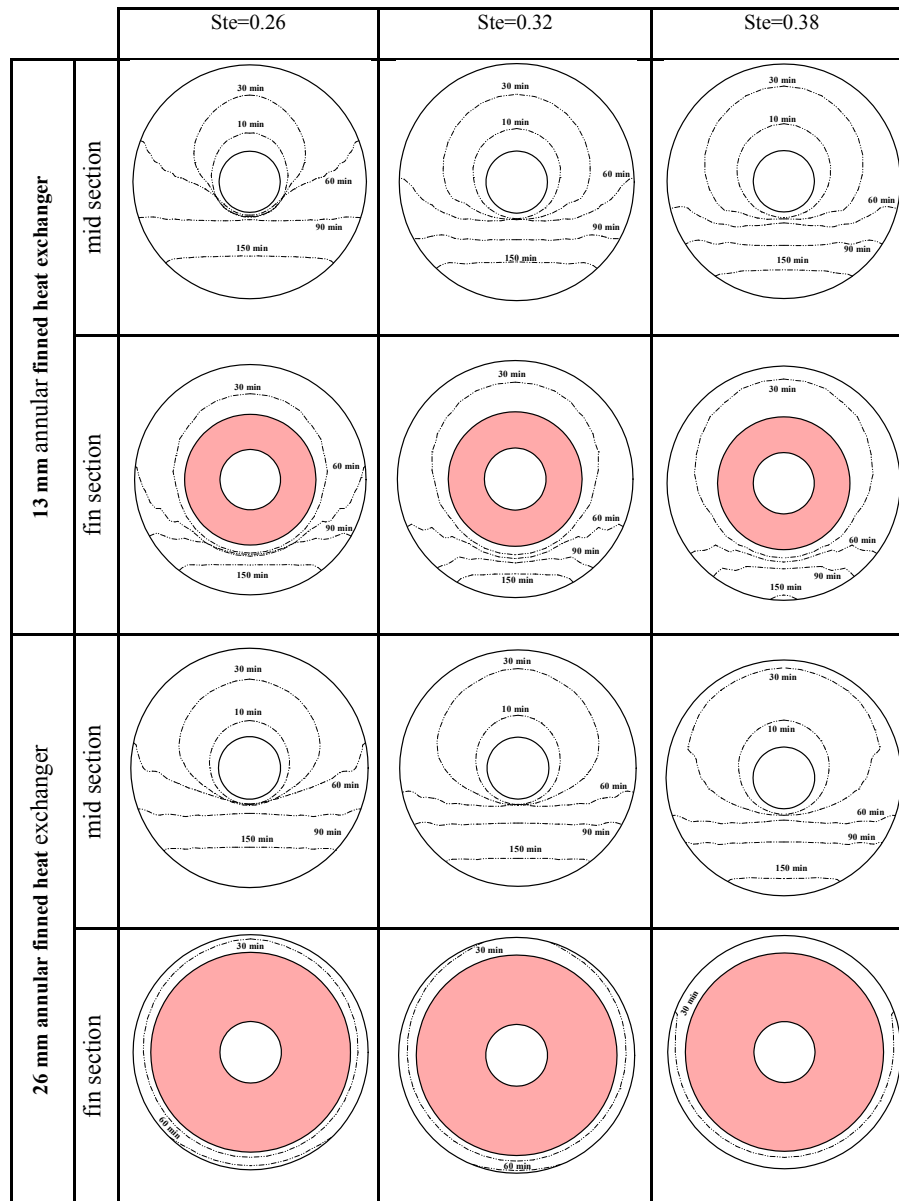 Ste=0.26
Ste=0.32
Ste=0.38
13 mm annular finned heat exchanger
mid section
30 min
10 min
60 min
90 min
150 min
30 min
10 min
60 min
90 min
150 min
30 min
10 min
60 min
90 min
150 min
fin section
30 min
60 min
90 min
150 min
30 min
60 min
90 min
150 min
30 min
60 min
90 min
150 min
26 mm annular finned heat exchanger
mid section
30 min
10 min
60 min
90 min
150 min
30 min
10 min
60 min
90 min
150 min
30 min
10 min
60 min
90 min
150 min
fin section
30 min
60 min
30 min
60 min
30 min